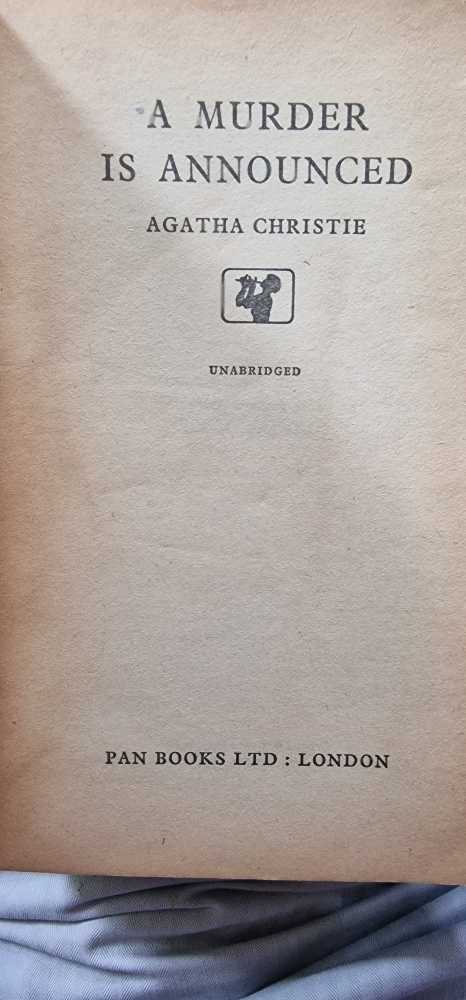 A MURDER
IS ANNOUNCED
AGATHA CHRISTIE
UNABRIDGED
PAN BOOKS LTD : LONDON